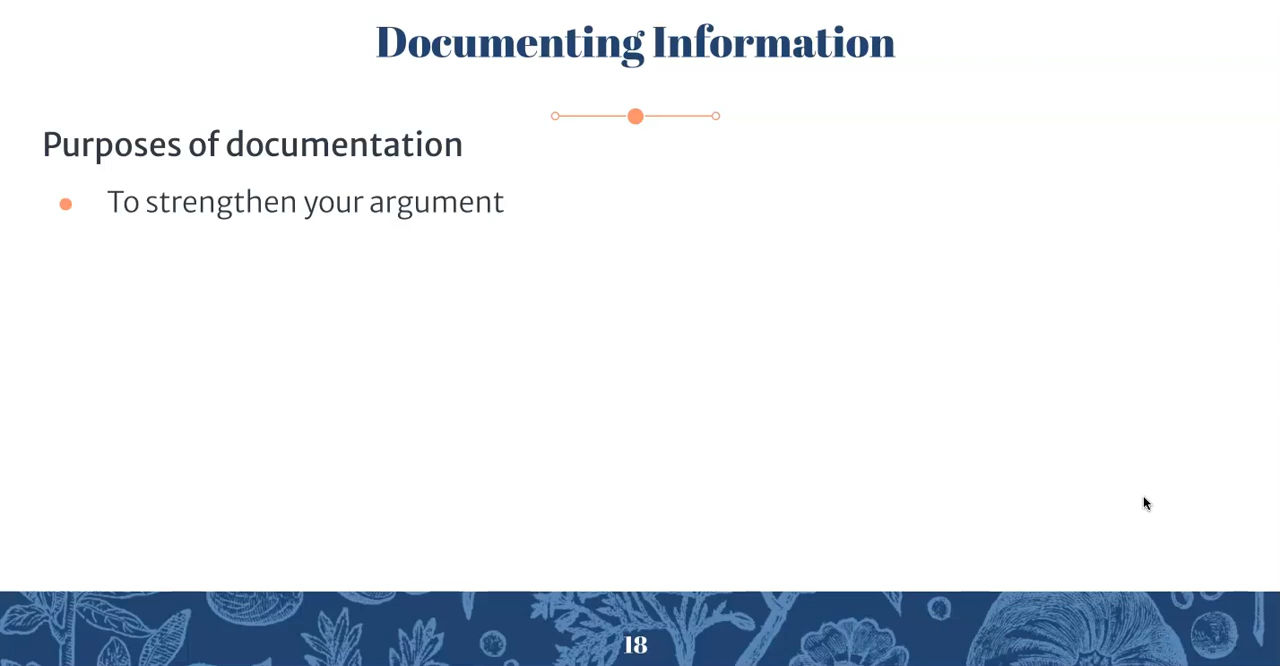 Documenting Information
Purposes of documentation
● To strengthen your argument
18